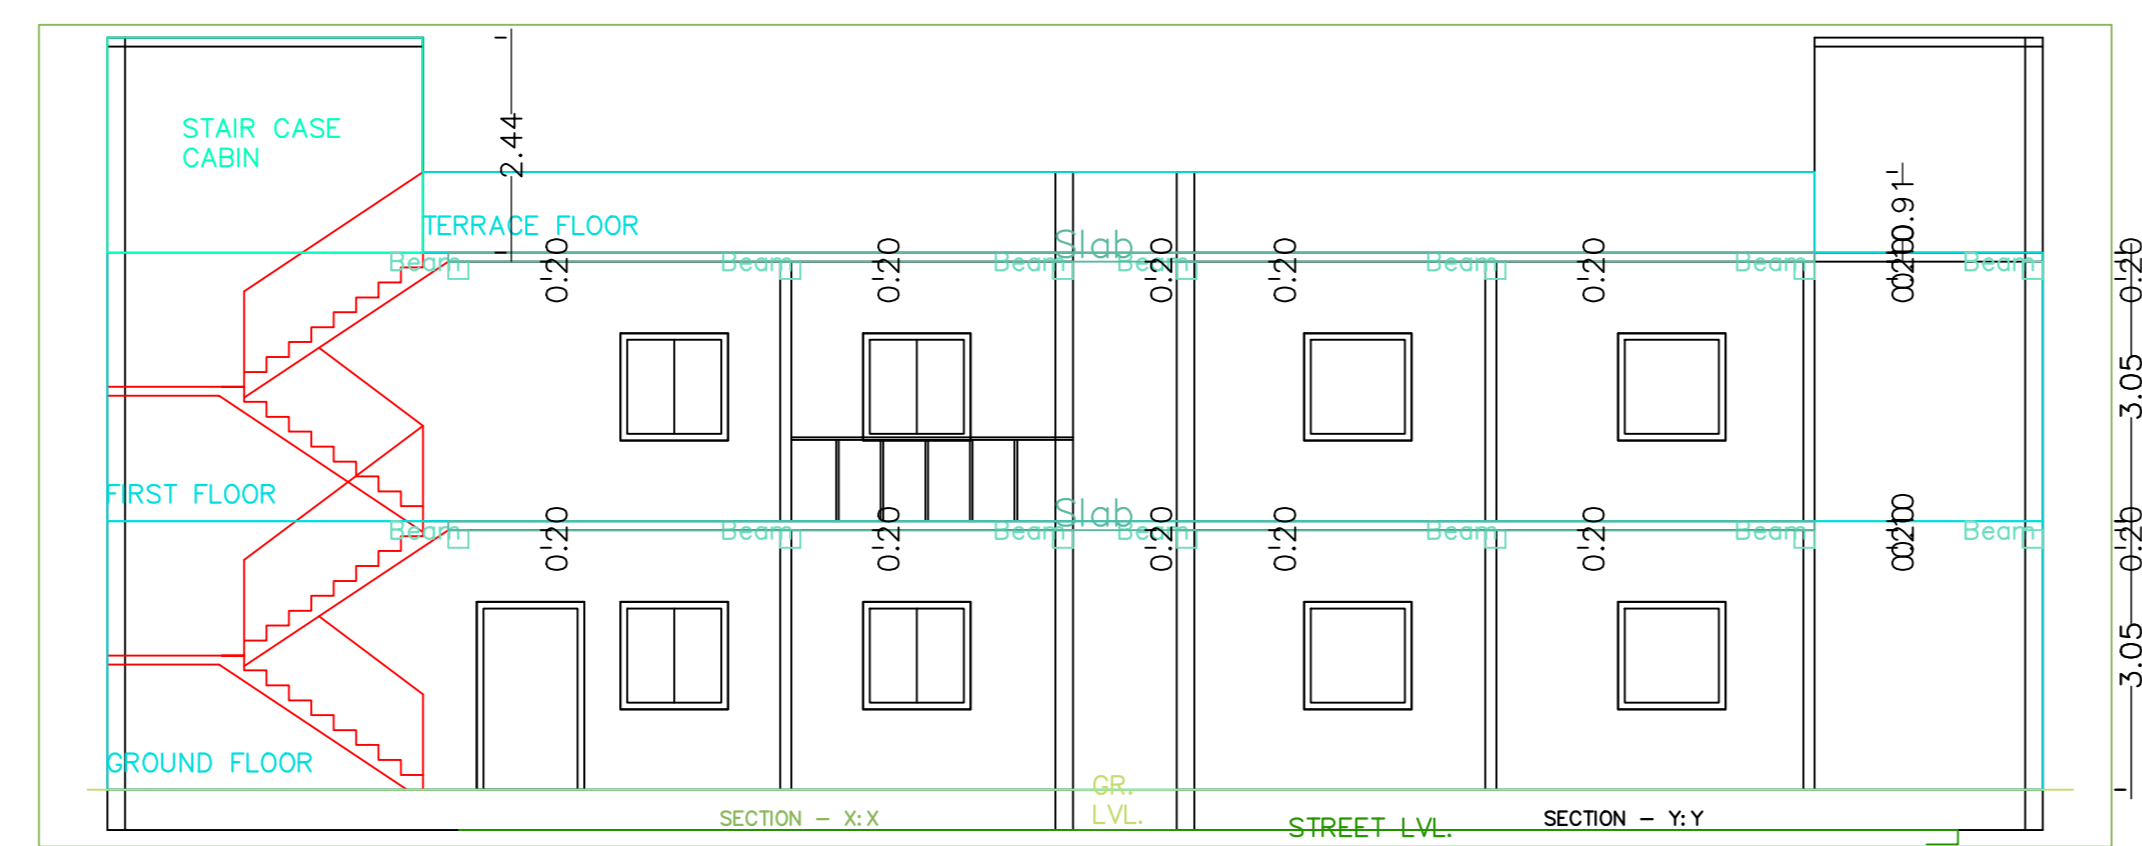 STAIR CASE
CABIN
2.44
0.91
TERRACE FLOOR
Slab
Beam Beam Beam Beam Beam Beam Beam
0.20 0.20 0.20 0.20 0.20 0.20
3.05
FIRST FLOOR
Slab
Beam Beam Beam Beam Beam Beam Beam
0.20 0.20 0.20 0.20 0.20 0.20
3.05
GROUND FLOOR
GR.
LVL.
SECTION - X:X
STREET LVL.
SECTION - Y:Y